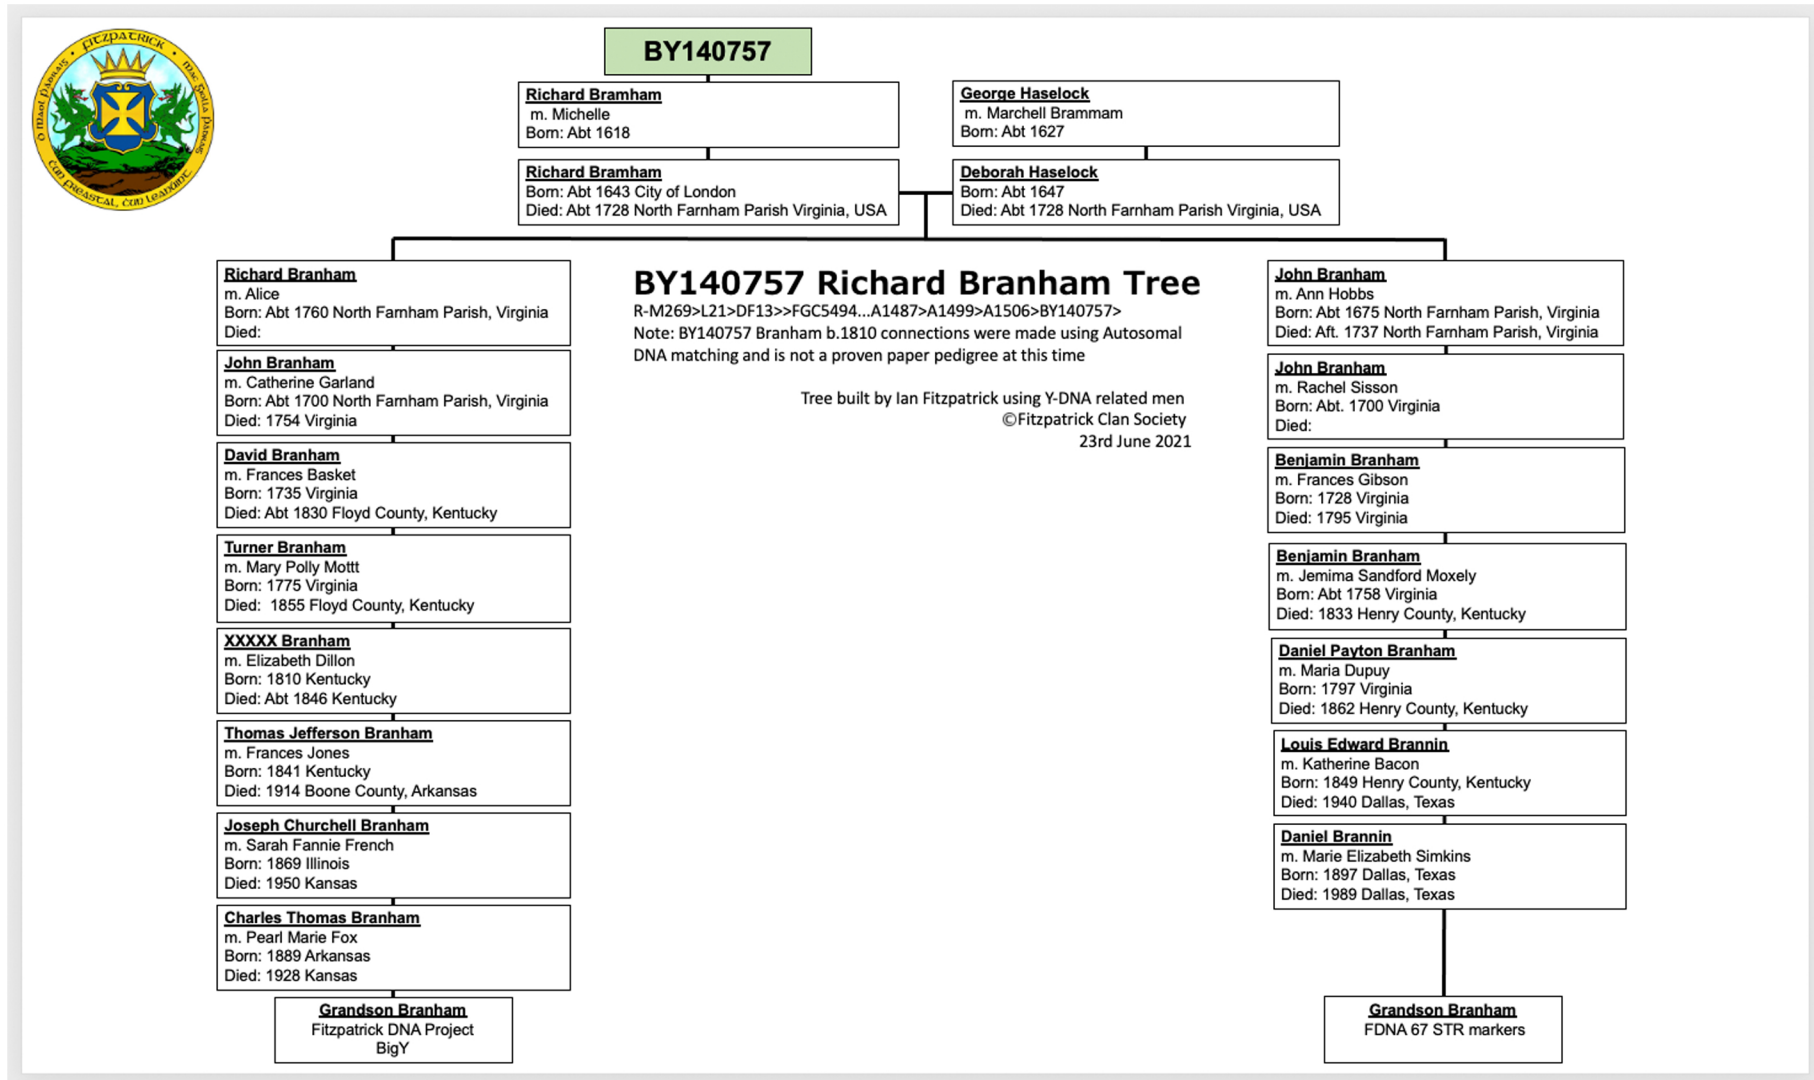 FITZPATRICK
Ó MAOL PÁDRAIG
MAC GIOLLA PHÁDRAIG
BY140757
Richard Bramham
m. Michelle
Born: Abt 1618
George Haselock
m. Marchell Brammam
Born: Abt 1627
Richard Bramham
Born: Abt 1643 City of London
Died: Abt 1728 North Farnham Parish Virginia, USA
Deborah Haselock
Born: Abt 1647
Died: Abt 1728 North Farnham Parish Virginia, USA
BY140757 Richard Branham Tree
R-M269>L21>DF13>>FGC5494...A1487>A1499>A1506>BY140757>
Note: BY140757 Branham b.1810 connections were made using Autosomal
DNA matching and is not a proven paper pedigree at this time
Tree built by Ian Fitzpatrick using Y-DNA related men
©Fitzpatrick Clan Society
23rd June 2021
Richard Branham
m. Alice
Born: Abt 1760 North Farnham Parish, Virginia
Died:
John Branham
m. Catherine Garland
Born: Abt 1700 North Farnham Parish, Virginia
Died: 1754 Virginia
David Branham
m. Frances Basket
Born: 1735 Virginia
Died: Abt 1830 Floyd County, Kentucky
Turner Branham
m. Mary Polly Mottt
Born: 1775 Virginia
Died: 1855 Floyd County, Kentucky
XXXXX Branham
m. Elizabeth Dillon
Born: 1810 Kentucky
Died: Abt 1846 Kentucky
Thomas Jefferson Branham
m. Frances Jones
Born: 1841 Kentucky
Died: 1914 Boone County, Arkansas
Joseph Churchell Branham
m. Sarah Fannie French
Born: 1869 Illinois
Died: 1950 Kansas
Charles Thomas Branham
m. Pearl Marie Fox
Born: 1889 Arkansas
Died: 1928 Kansas
Grandson Branham
Fitzpatrick DNA Project
BigY
John Branham
m. Ann Hobbs
Born: Abt 1675 North Farnham Parish, Virginia
Died: Aft. 1737 North Farnham Parish, Virginia
John Branham
m. Rachel Sisson
Born: Abt. 1700 Virginia
Died:
Benjamin Branham
m. Frances Gibson
Born: 1728 Virginia
Died: 1795 Virginia
Benjamin Branham
m. Jemima Sandford Moxely
Born: Abt 1758 Virginia
Died: 1833 Henry County, Kentucky
Daniel Payton Branham
m. Maria Dupuy
Born: 1797 Virginia
Died: 1862 Henry County, Kentucky
Louis Edward Brannin
m. Katherine Bacon
Born: 1849 Henry County, Kentucky
Died: 1940 Dallas, Texas
Daniel Brannin
m. Marie Elizabeth Simkins
Born: 1897 Dallas, Texas
Died: 1989 Dallas, Texas
Grandson Branham
FDNA 67 STR markers